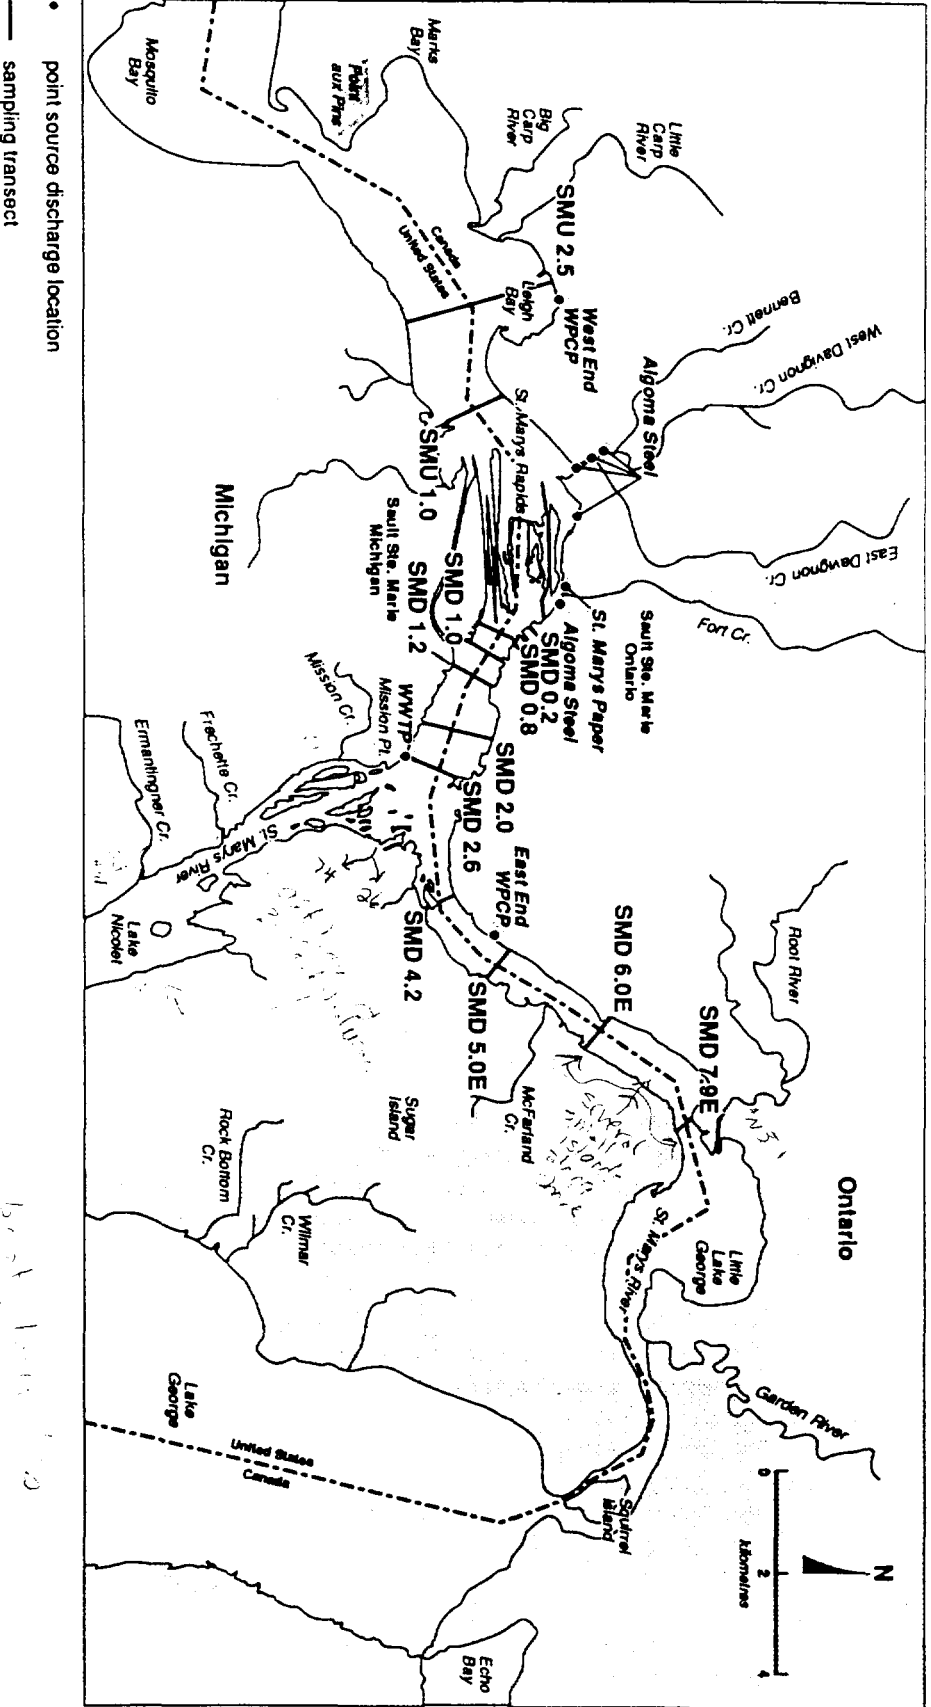 Ontario
N
0
2
4
kilometres
Root River
Garden River
Little
Lake
George
SMD 7.9E
"N3"
Squirrel
Island
St. Marys River
Echo
Bay
SMD 6.0E
several
small
islands
McFarland
Cr.
SMD 5.0E
East End
WPCP
SMD 4.2
Sugar
Island
Wilmar
Cr.
Rock Bottom
Cr.
Lake
George
United States
Canada
Bennett Cr.
West Davignon Cr.
East Davignon Cr.
Fort Cr.
Algoma Steel
Sault Ste. Marie
Ontario
St. Marys Paper
Algoma Steel
SMD 0.2
SMD 0.8
SMD 2.0
SMD 2.6
Little
Carp
River
Big
Carp
River
SMU 2.5
West End
WPCP
Leigh
Bay
St. Marys Rapids
Marks
Bay
Point
aux Pins
Mosquito
Bay
Canada
United States
SMU 1.0
SMD 1.0
SMD 1.2
Sault Ste. Marie
Michigan
Michigan
WWTP
Mission Pt.
Mission Cr.
Frechette Cr.
Ermantinger Cr.
St. Marys River
Lake
Nicolet
• point source discharge location
— sampling transect